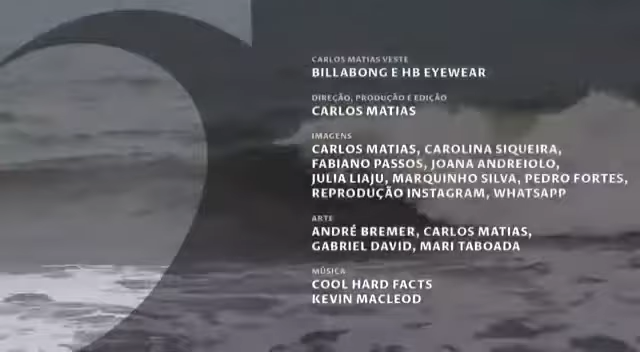 CARLOS MATIAS VESTE
BILLABONG E HB EYEWEAR
DIREÇÃO, PRODUÇÃO E EDIÇÃO
CARLOS MATIAS
IMAGENS
CARLOS MATIAS, CAROLINA SIQUEIRA,
FABIANO PASSOS, JOANA ANDREIOLO,
JULIA LIAJU, MARQUINHO SILVA, PEDRO FORTES,
REPRODUÇÃO INSTAGRAM, WHATSAPP
ARTE
ANDRÉ BREMER, CARLOS MATIAS,
GABRIEL DAVID, MARI TABOADA
MÚSICA
COOL HARD FACTS
KEVIN MACLEOD